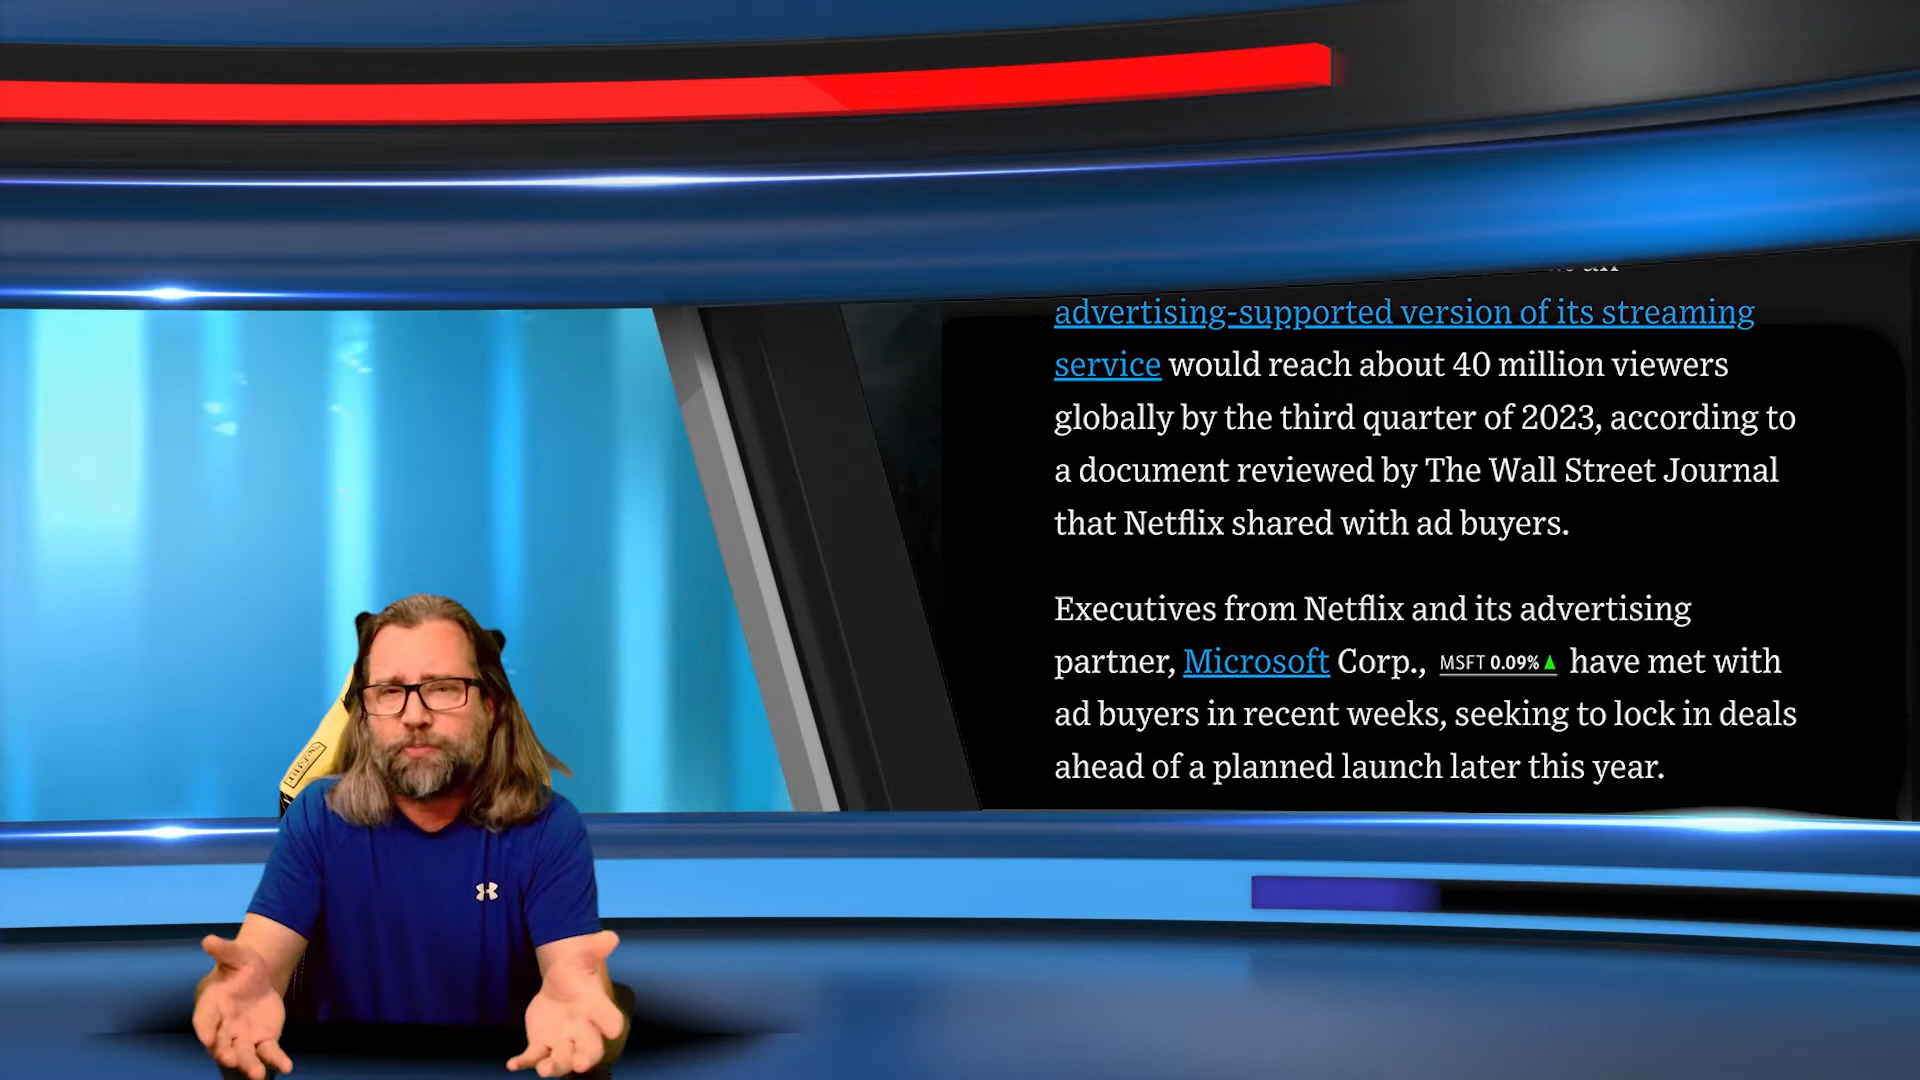 advertising-supported version of its streaming
service would reach about 40 million viewers
globally by the third quarter of 2023, according to
a document reviewed by The Wall Street Journal
that Netflix shared with ad buyers.
Executives from Netflix and its advertising
partner, Microsoft Corp., MSFT 0.09%▲ have met with
ad buyers in recent weeks, seeking to lock in deals
ahead of a planned launch later this year.